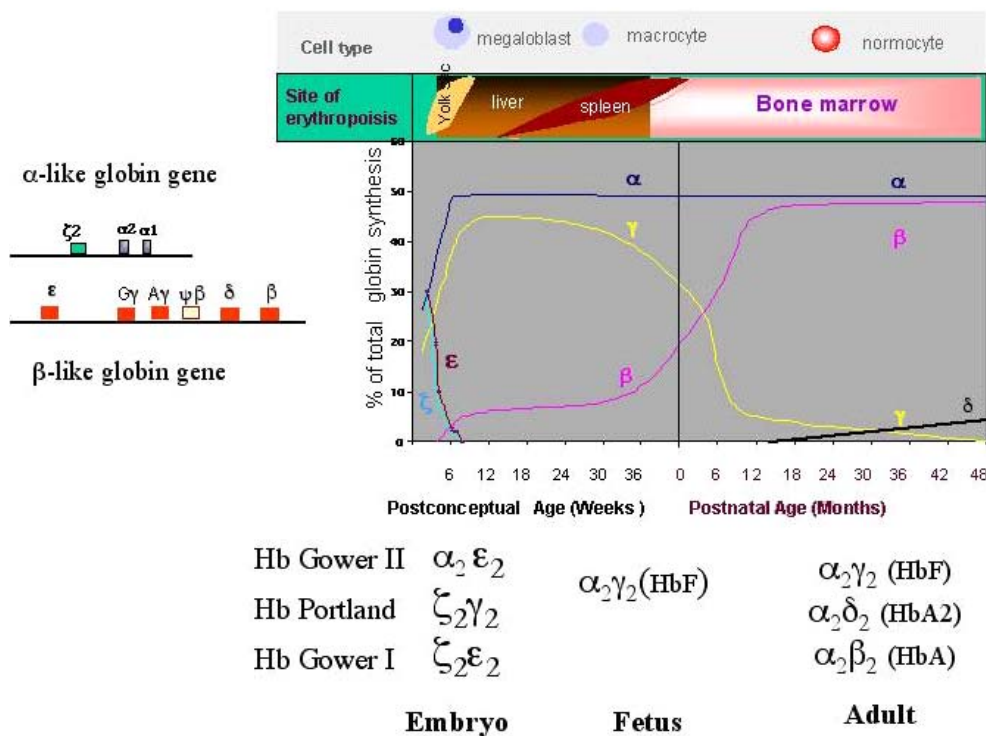 Cell type
megaloblast
macrocyte
normocyte
Site of
erythropoisis
liver
spleen
Bone marrow
α-like globin gene
ζ2 α2 α1
ε Gγ Aγ ψβ δ β
β-like globin gene
% of total globin synthesis
50
40
30
20
10
0
α α
γ
β
ε
β
ζ
γ
δ
6 12 18 24 30 36 0 6 12 18 24 30 36 42 48
Postconceptual Age (Weeks) Postnatal Age (Months)
Hb Gower II α2 ε2
Hb Portland ζ2γ2
Hb Gower I ζ2ε2
α2γ2(HbF)
α2γ2 (HbF)
α2δ2 (HbA2)
α2β2 (HbA)
Embryo Fetus Adult